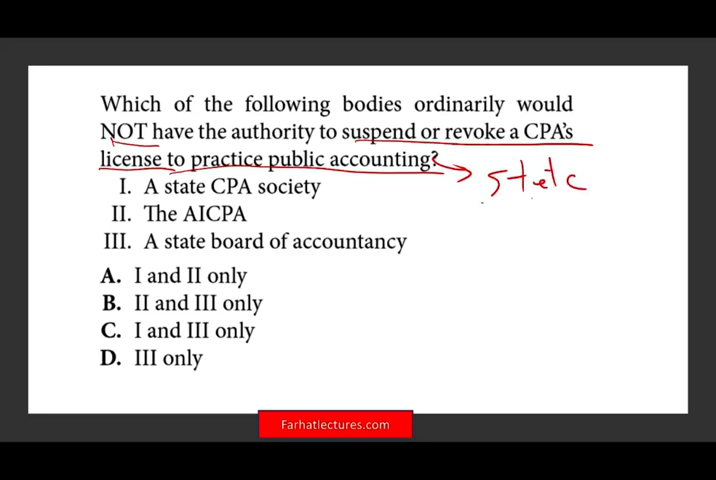 Which of the following bodies ordinarily would
NOT have the authority to suspend or revoke a CPA's
license to practice public accounting?
state
I. A state CPA society
II. The AICPA
III. A state board of accountancy
A. I and II only
B. II and III only
C. I and III only
D. III only
Farhatlectures.com